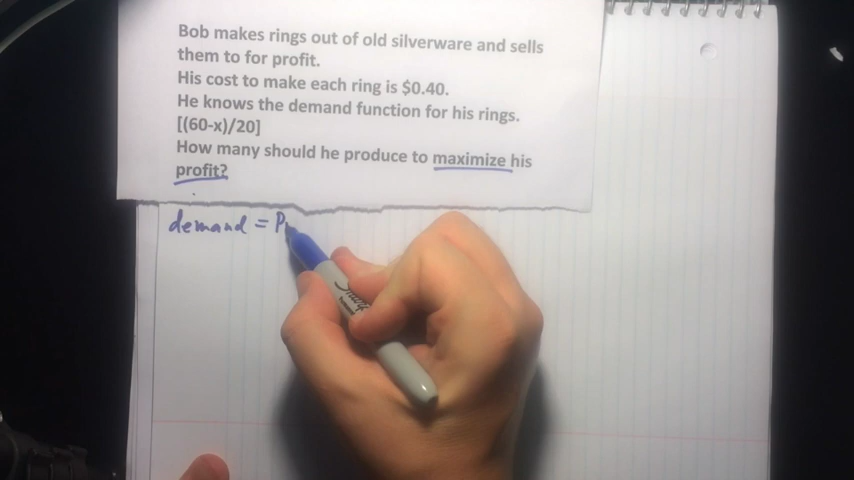 Bob makes rings out of old silverware and sells
them to for profit.
His cost to make each ring is $0.40.
He knows the demand function for his rings.
[(60-x)/20]
How many should he produce to maximize his
profit?
demand = P
Sharpie